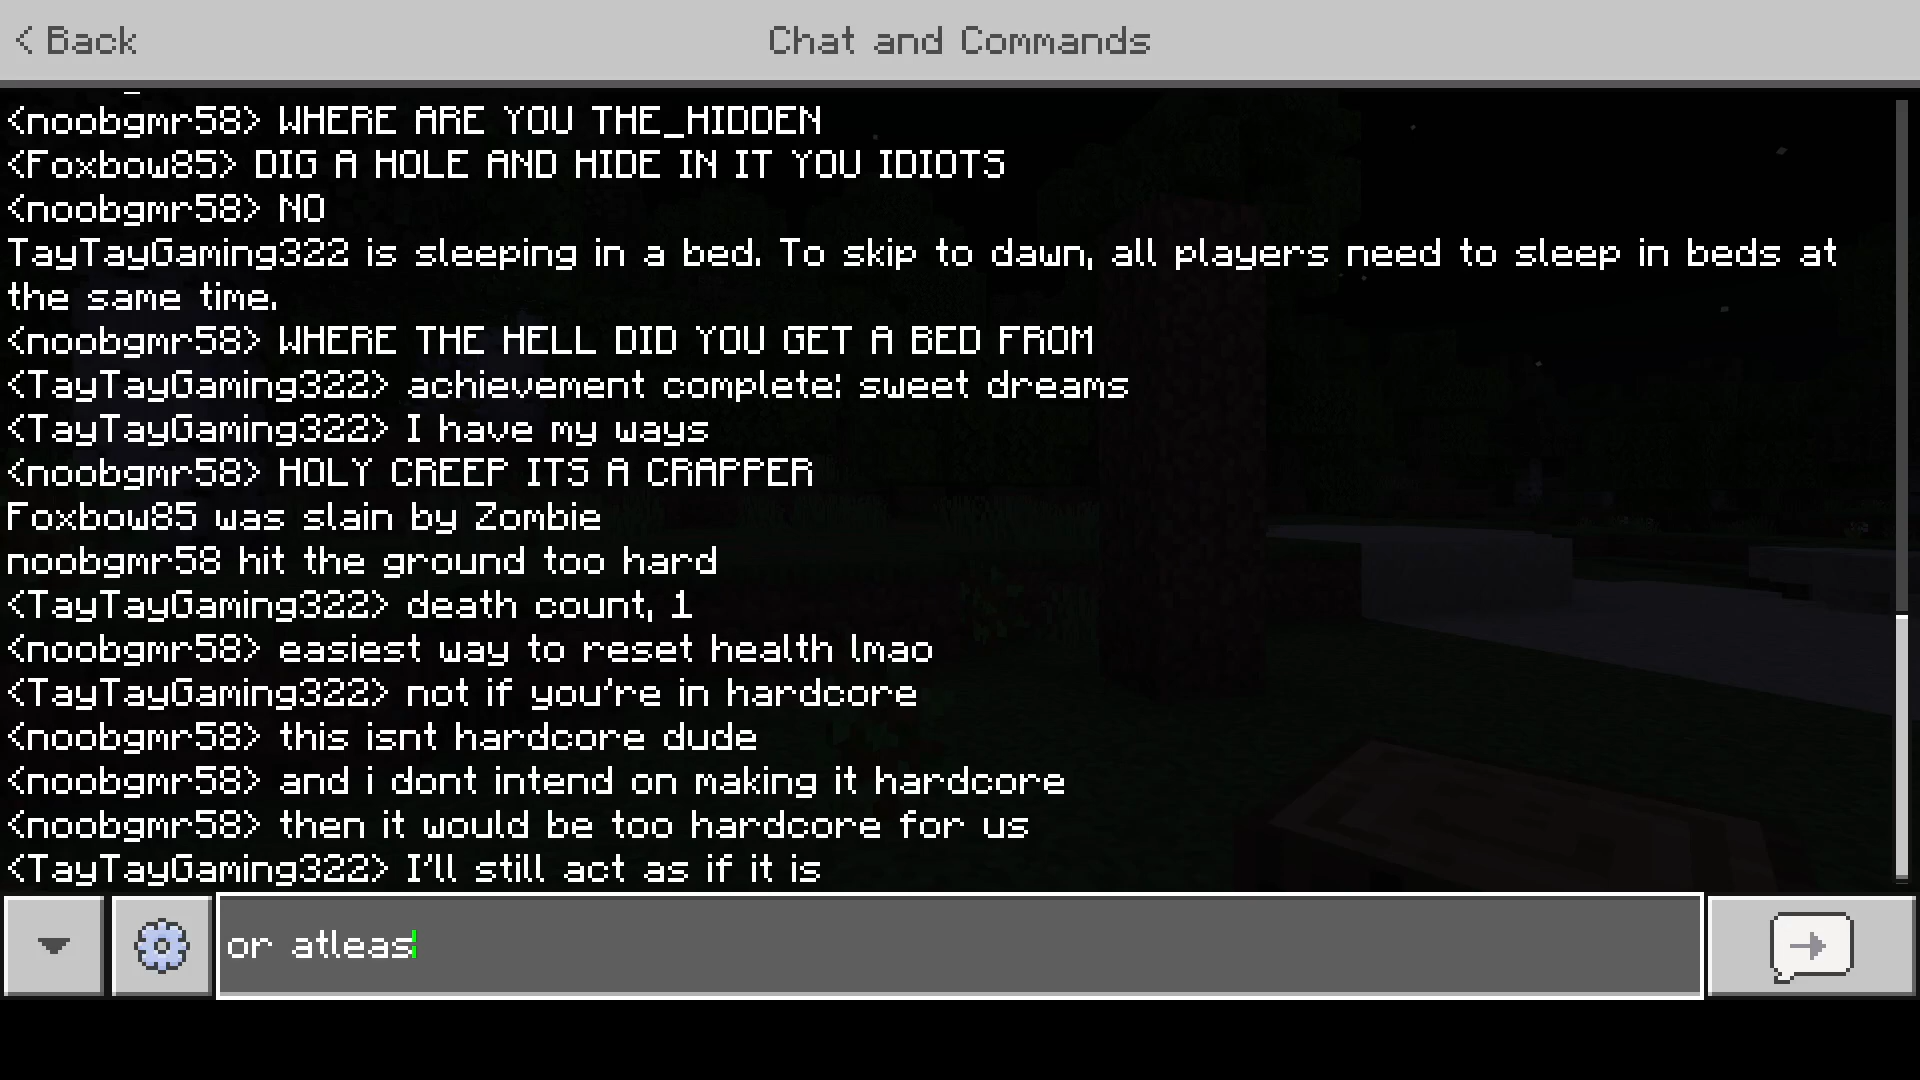 Back
Chat and Commands
<noobgmr58> WHERE ARE YOU THE_HIDDEN
<Foxbow85> DIG A HOLE AND HIDE IN IT YOU IDIOTS
<noobgmr58> NO
TayTayGaming322 is sleeping in a bed. To skip to dawn, all players need to sleep in beds at
the same time.
<noobgmr58> WHERE THE HELL DID YOU GET A BED FROM
<TayTayGaming322> achievement complete: sweet dreams
<TayTayGaming322> I have my ways
<noobgmr58> HOLY CREEP ITS A CRAPPER
Foxbow85 was slain by Zombie
noobgmr58 hit the ground too hard
<TayTayGaming322> death count, 1
<noobgmr58> easiest way to reset health lmao
<TayTayGaming322> not if you're in hardcore
<noobgmr58> this isnt hardcore dude
<noobgmr58> and i dont intend on making it hardcore
<noobgmr58> then it would be too hardcore for us
<TayTayGaming322> I'll still act as if it is
or atleas